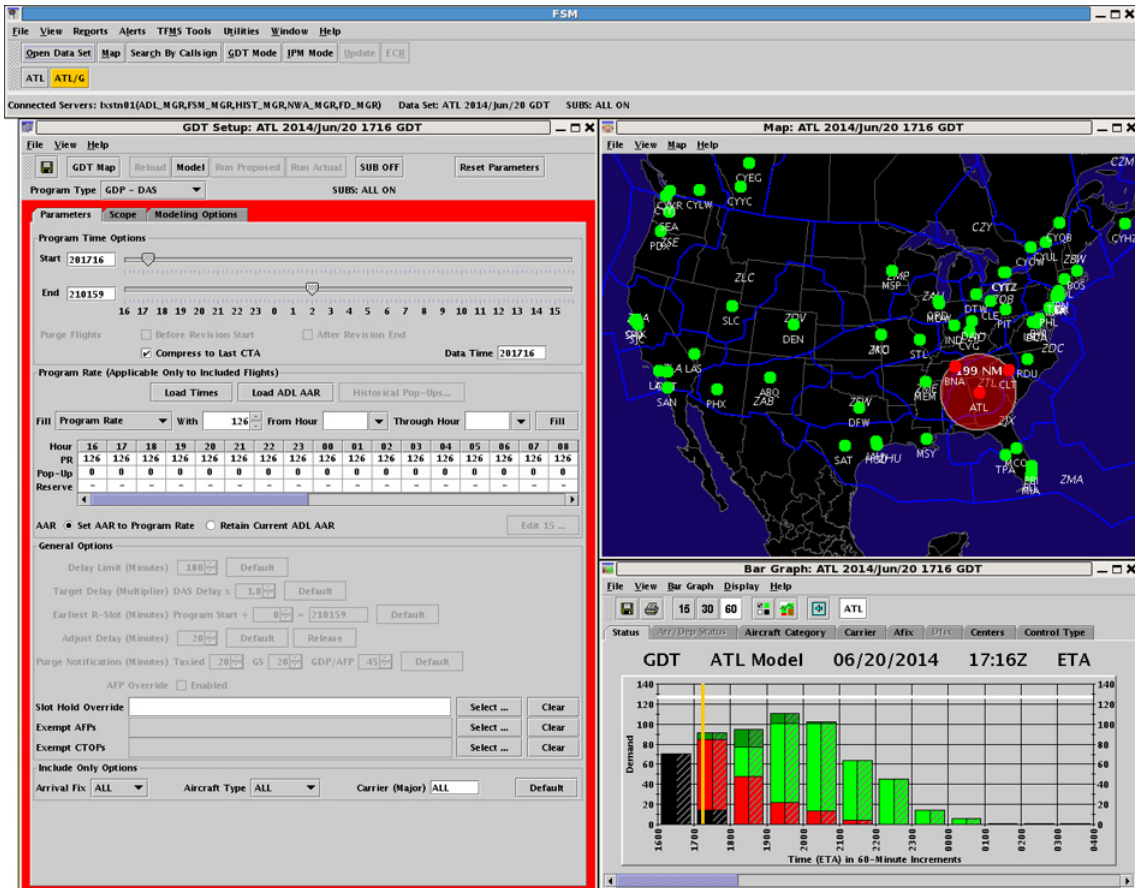 FSM
File View Reports Alerts TFMS Tools Utilities Window Help
Open Data Set Map Search By Callsign GDT Mode IPM Mode Update ECR
ATL ATL/G
Connected Servers: lxstn01(ADL_MGR,FSM_MGR,HIST_MGR,NWA_MGR,FD_MGR) Data Set: ATL 2014/Jun/20 GDT SUBS: ALL ON
GDT Setup: ATL 2014/Jun/20 1716 GDT
File View Help
GDT Map Reload Model Run Proposed Run Actual SUB OFF Reset Parameters
Program Type GDP - DAS SUBS: ALL ON
Parameters Scope Modeling Options
Program Time Options
Start 201716
End 210159
16 17 18 19 20 21 22 23 0 1 2 3 4 5 6 7 8 9 10 11 12 13 14 15
Purge Flights Before Revision Start After Revision End
Compress to Last CTA Data Time 201716
Program Rate (Applicable Only to Included Flights)
Load Times Load ADL AAR Historical Pop-Ups...
Fill Program Rate With 126 From Hour Through Hour Fill
Hour 16 17 18 19 20 21 22 23 00 01 02 03 04 05 06 07 08
PR 126 126 126 126 126 126 126 126 126 126 126 126 126 126 126 126 126
Pop-Up 0 0 0 0 0 0 0 0 0 0 0 0 0 0 0 0 0
Reserve - - - - - - - - - - - - - - - - -
AAR Set AAR to Program Rate Retain Current ADL AAR Edit 15 ...
General Options
Delay Limit (Minutes) 180 Default
Target Delay (Multiplier) DAS Delay x 1.0 Default
Earliest R-Slot (Minutes) Program Start + 0 = 210159 Default
Adjust Delay (Minutes) 20 Default Release
Purge Notification (Minutes) Taxied 20 GS 20 GDP/AFP 45 Default
AFP Override Enabled
Slot Hold Override Select ... Clear
Exempt AFPs Select ... Clear
Exempt CTOPs Select ... Clear
Include Only Options
Arrival Fix ALL Aircraft Type ALL Carrier (Major) ALL Default
Map: ATL 2014/Jun/20 1716 GDT
File View Map Help
CYEG
CZM
CYLW CYYC
SEA
CZY CYQB CYHZ
PDX ZSE
CYOW CYUL ZBW
ZLC ZMP
MSP
CYTZ BOS
ZAU
DTW CLE
SLC ZDV
DEN
PIT PHL
IND
STL CVG
ZDC
LAS
199 NM RDU
BNA ZTL CLT
SAN PHX ABQ
ZAB
MEM
ATL
ZFW
DFW
ZJX
SAT MSY
TPA MCO
ZMA
MIA
Bar Graph: ATL 2014/Jun/20 1716 GDT
File View Bar Graph Display Help
15 30 60 ATL
Status Arr/Dep Status Aircraft Category Carrier Afix Dfix Centers Control Type
GDT ATL Model 06/20/2014 17:16Z ETA
140 140
120 120
100 100
80 80
60 60
40 40
20 20
0 0
Demand
1600 1700 1800 1900 2000 2100 2200 2300 0000 0100 0200 0300 0400
Time (ETA) in 60-Minute Increments